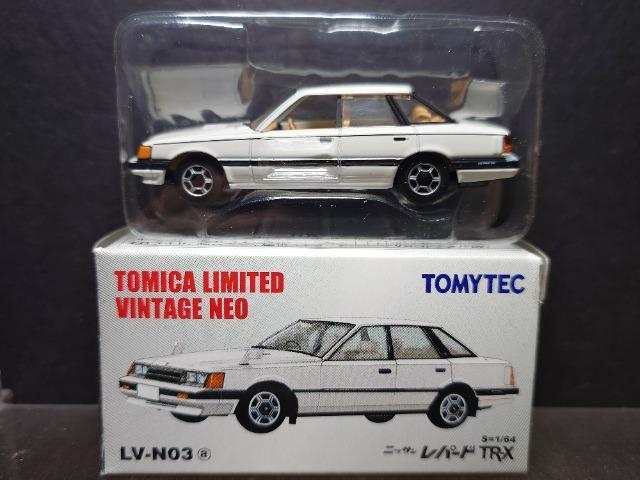 TOMICA LIMITED
VINTAGE NEO
TOMYTEC
S=1/64
LV-N03 ⓐ
ニッサン レパード TR-X